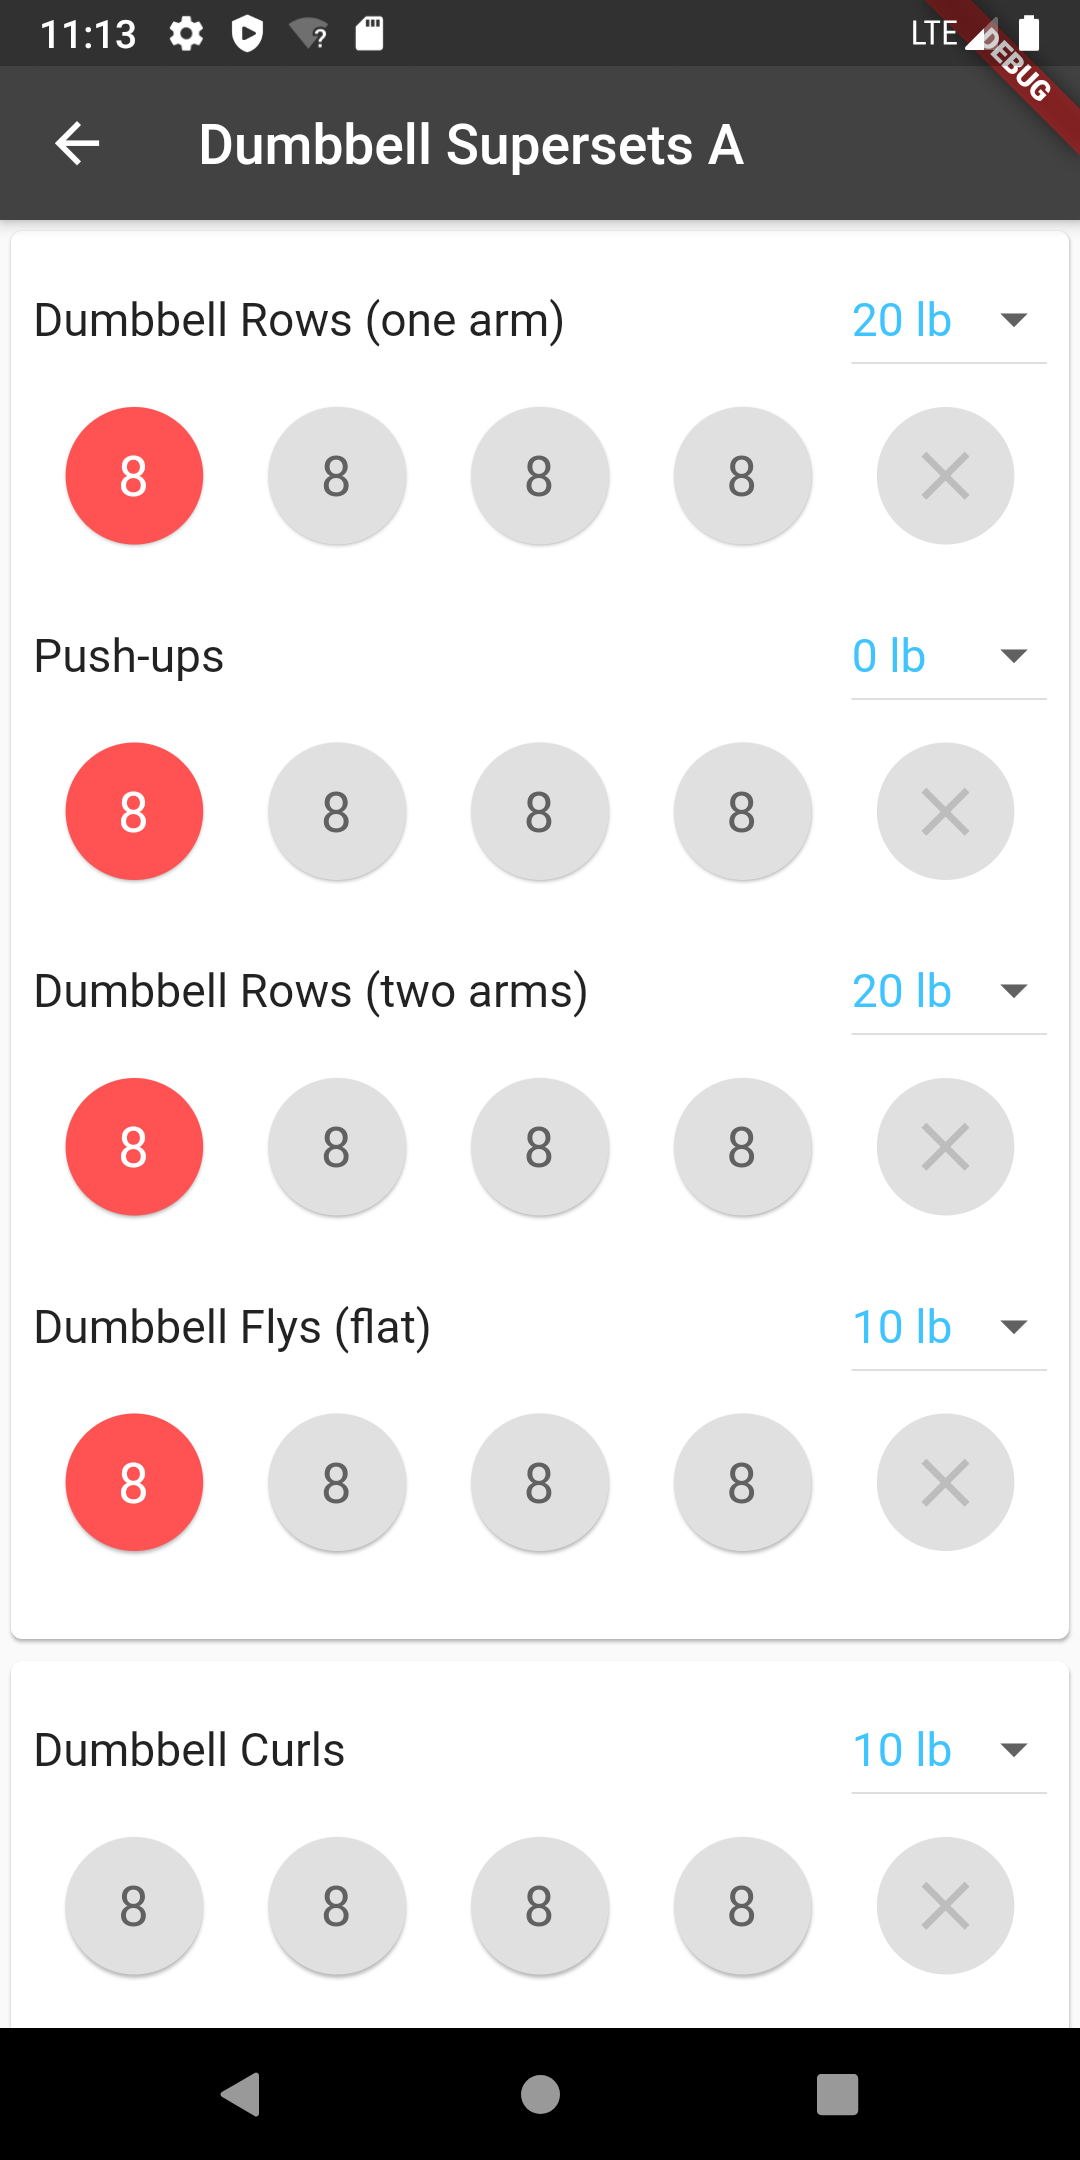 11:13 ? LTE
DEBUG
Dumbbell Supersets A
Dumbbell Rows (one arm) 20 lb
8 8 8 8
Push-ups 0 lb
8 8 8 8
Dumbbell Rows (two arms) 20 lb
8 8 8 8
Dumbbell Flys (flat) 10 lb
8 8 8 8
Dumbbell Curls 10 lb
8 8 8 8